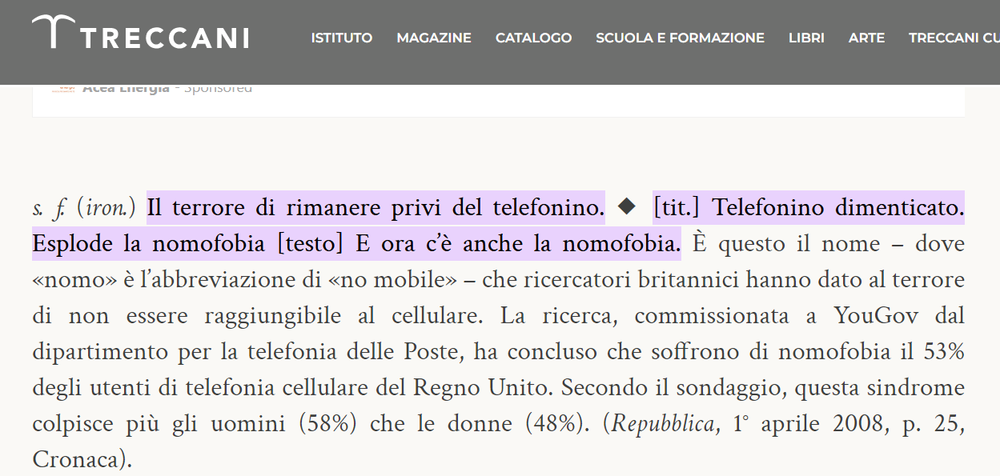 TRECCANI
ISTITUTO MAGAZINE CATALOGO SCUOLA E FORMAZIONE LIBRI ARTE TRECCANI CU
Acea Energia - Sponsored
s. f. (iron.) Il terrore di rimanere privi del telefonino. ◆ [tit.] Telefonino dimenticato.
Esplode la nomofobia [testo] E ora c’è anche la nomofobia. È questo il nome – dove
«nomo» è l’abbreviazione di «no mobile» – che ricercatori britannici hanno dato al terrore
di non essere raggiungibile al cellulare. La ricerca, commissionata a YouGov dal
dipartimento per la telefonia delle Poste, ha concluso che soffrono di nomofobia il 53%
degli utenti di telefonia cellulare del Regno Unito. Secondo il sondaggio, questa sindrome
colpisce più gli uomini (58%) che le donne (48%). (Repubblica, 1° aprile 2008, p. 25,
Cronaca).